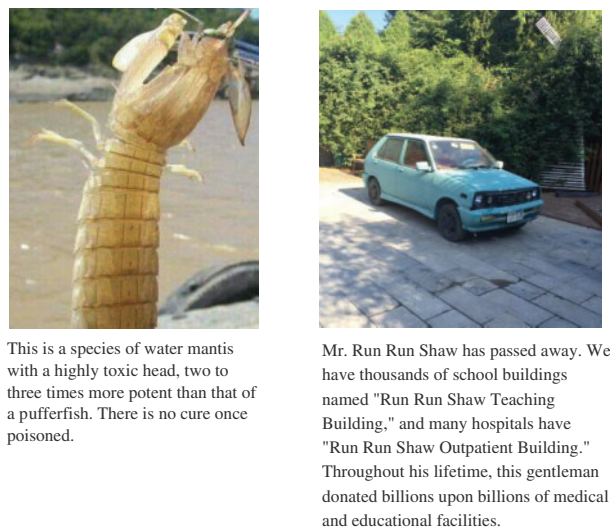 This is a species of water mantis
with a highly toxic head, two to
three times more potent than that of
a pufferfish. There is no cure once
poisoned.
Mr. Run Run Shaw has passed away. We
have thousands of school buildings
named "Run Run Shaw Teaching
Building," and many hospitals have
"Run Run Shaw Outpatient Building."
Throughout his lifetime, this gentleman
donated billions upon billions of medical
and educational facilities.